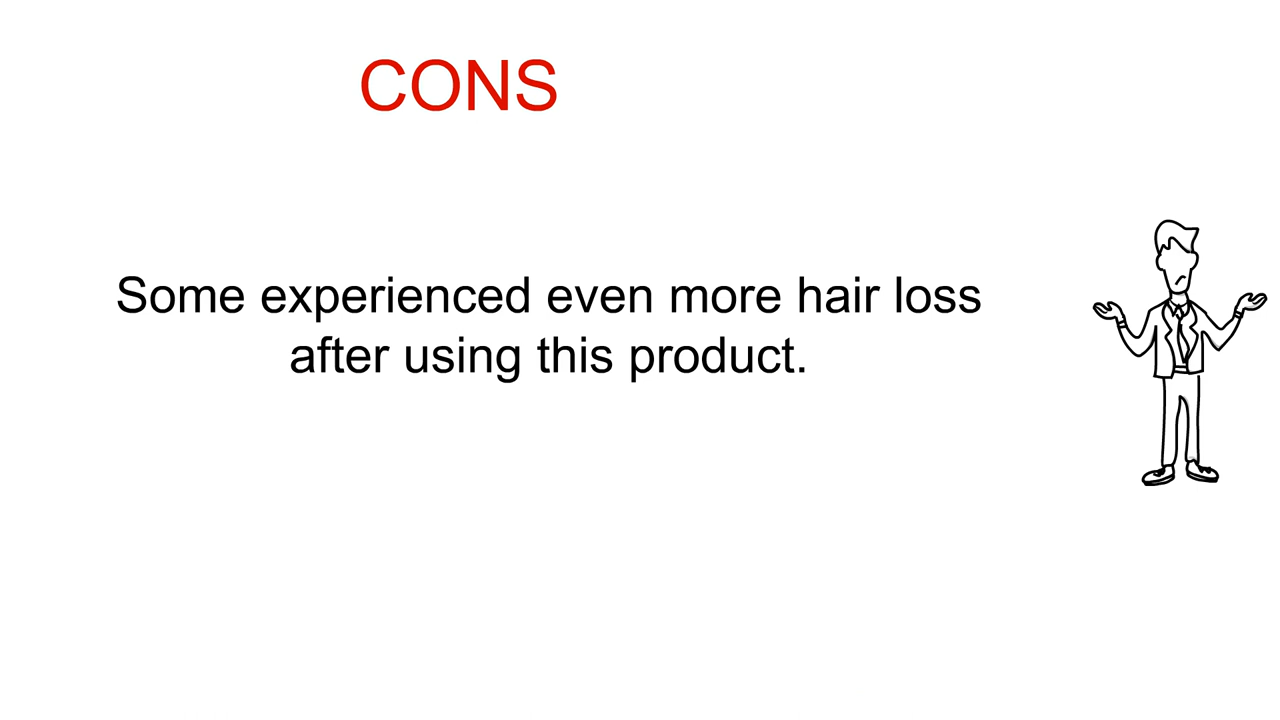 CONS
Some experienced even more hair loss
after using this product.